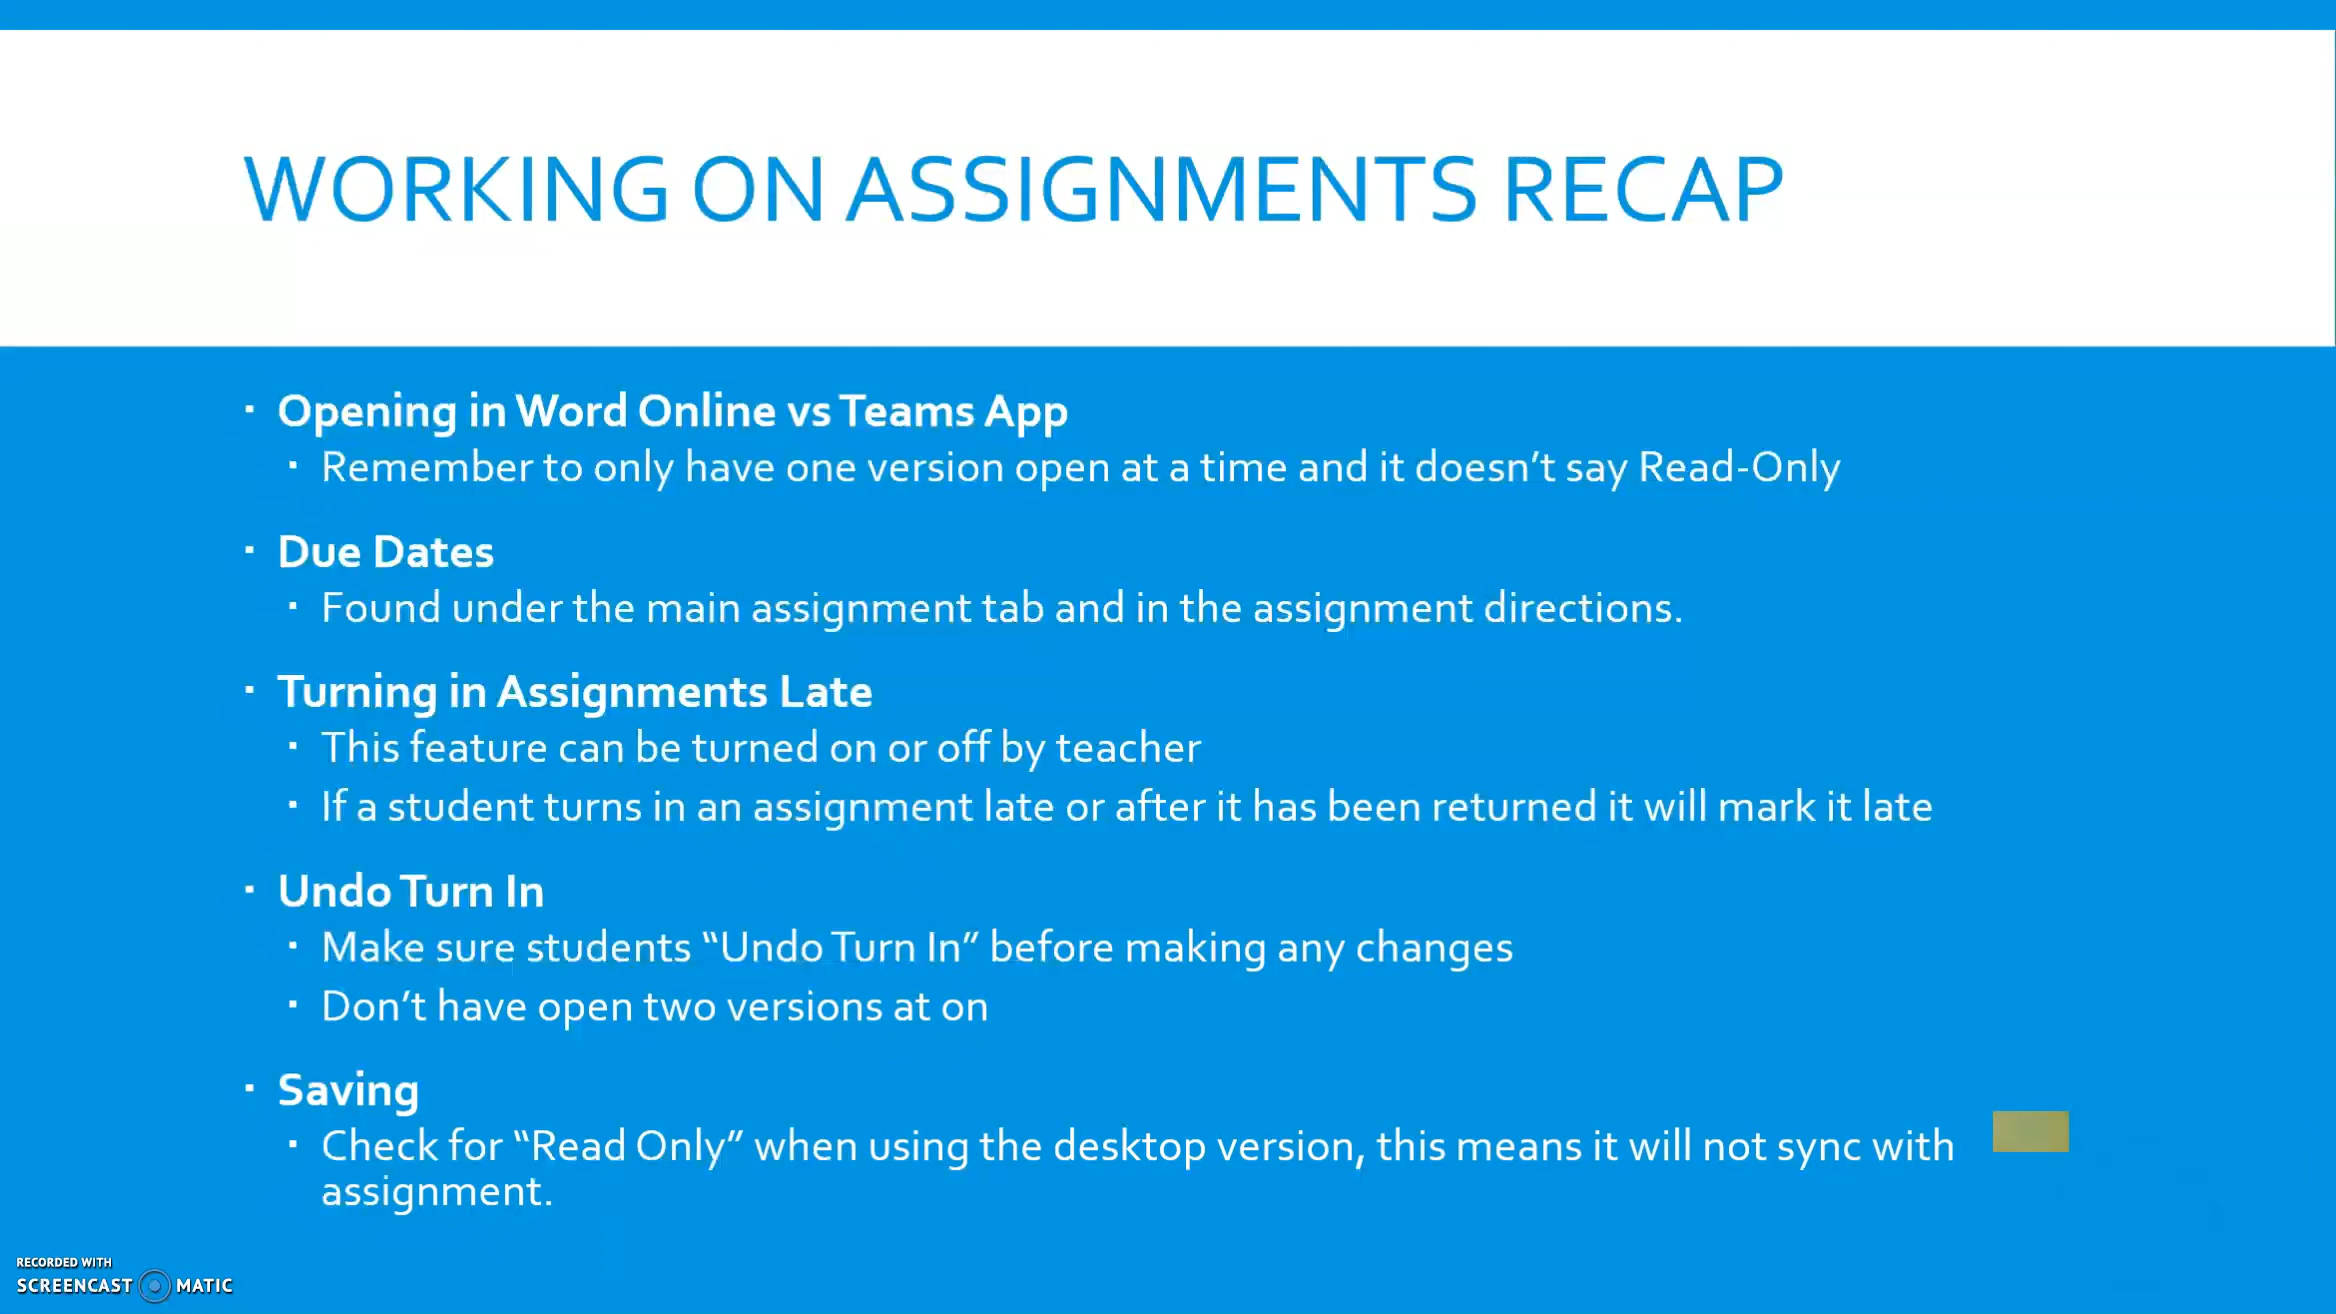 WORKING ON ASSIGNMENTS RECAP
▪ Opening in Word Online vs Teams App
▪ Remember to only have one version open at a time and it doesn’t say Read-Only
▪ Due Dates
▪ Found under the main assignment tab and in the assignment directions.
▪ Turning in Assignments Late
▪ This feature can be turned on or off by teacher
▪ If a student turns in an assignment late or after it has been returned it will mark it late
▪ Undo Turn In
▪ Make sure students “Undo Turn In” before making any changes
▪ Don’t have open two versions at on
▪ Saving
▪ Check for “Read Only” when using the desktop version, this means it will not sync with
assignment.
RECORDED WITH
SCREENCAST MATIC